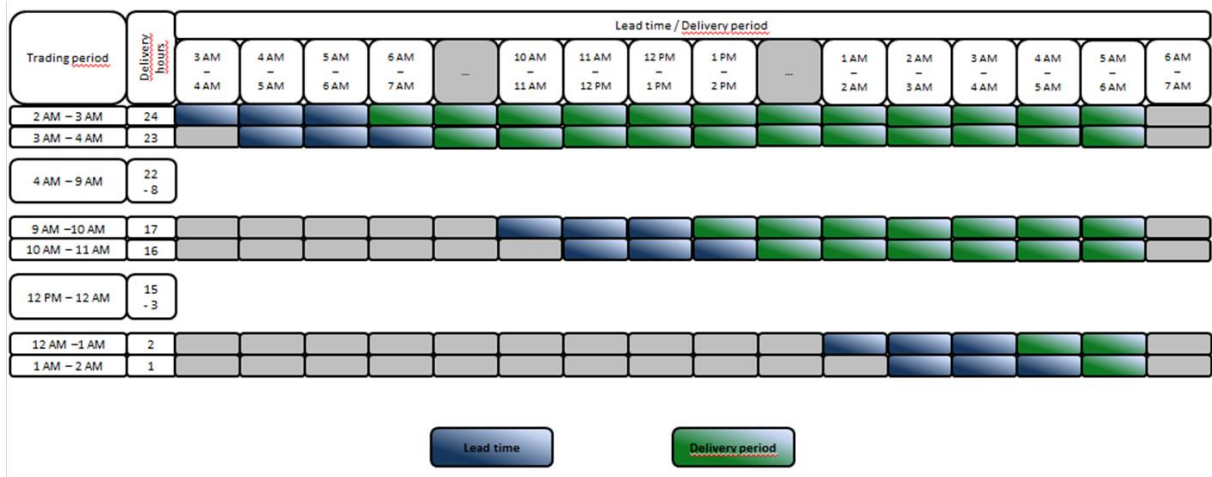 Lead time / Delivery period
Trading period
Delivery hours
3 AM – 4 AM
4 AM – 5 AM
5 AM – 6 AM
6 AM – 7 AM
...
10 AM – 11 AM
11 AM – 12 PM
12 PM – 1 PM
1 PM – 2 PM
...
1 AM – 2 AM
2 AM – 3 AM
3 AM – 4 AM
4 AM – 5 AM
5 AM – 6 AM
6 AM – 7 AM
2 AM – 3 AM 24
3 AM – 4 AM 23
4 AM – 9 AM 22 - 8
9 AM –10 AM 17
10 AM – 11 AM 16
12 PM – 12 AM 15 - 3
12 AM –1 AM 2
1 AM – 2 AM 1
Lead time
Delivery period